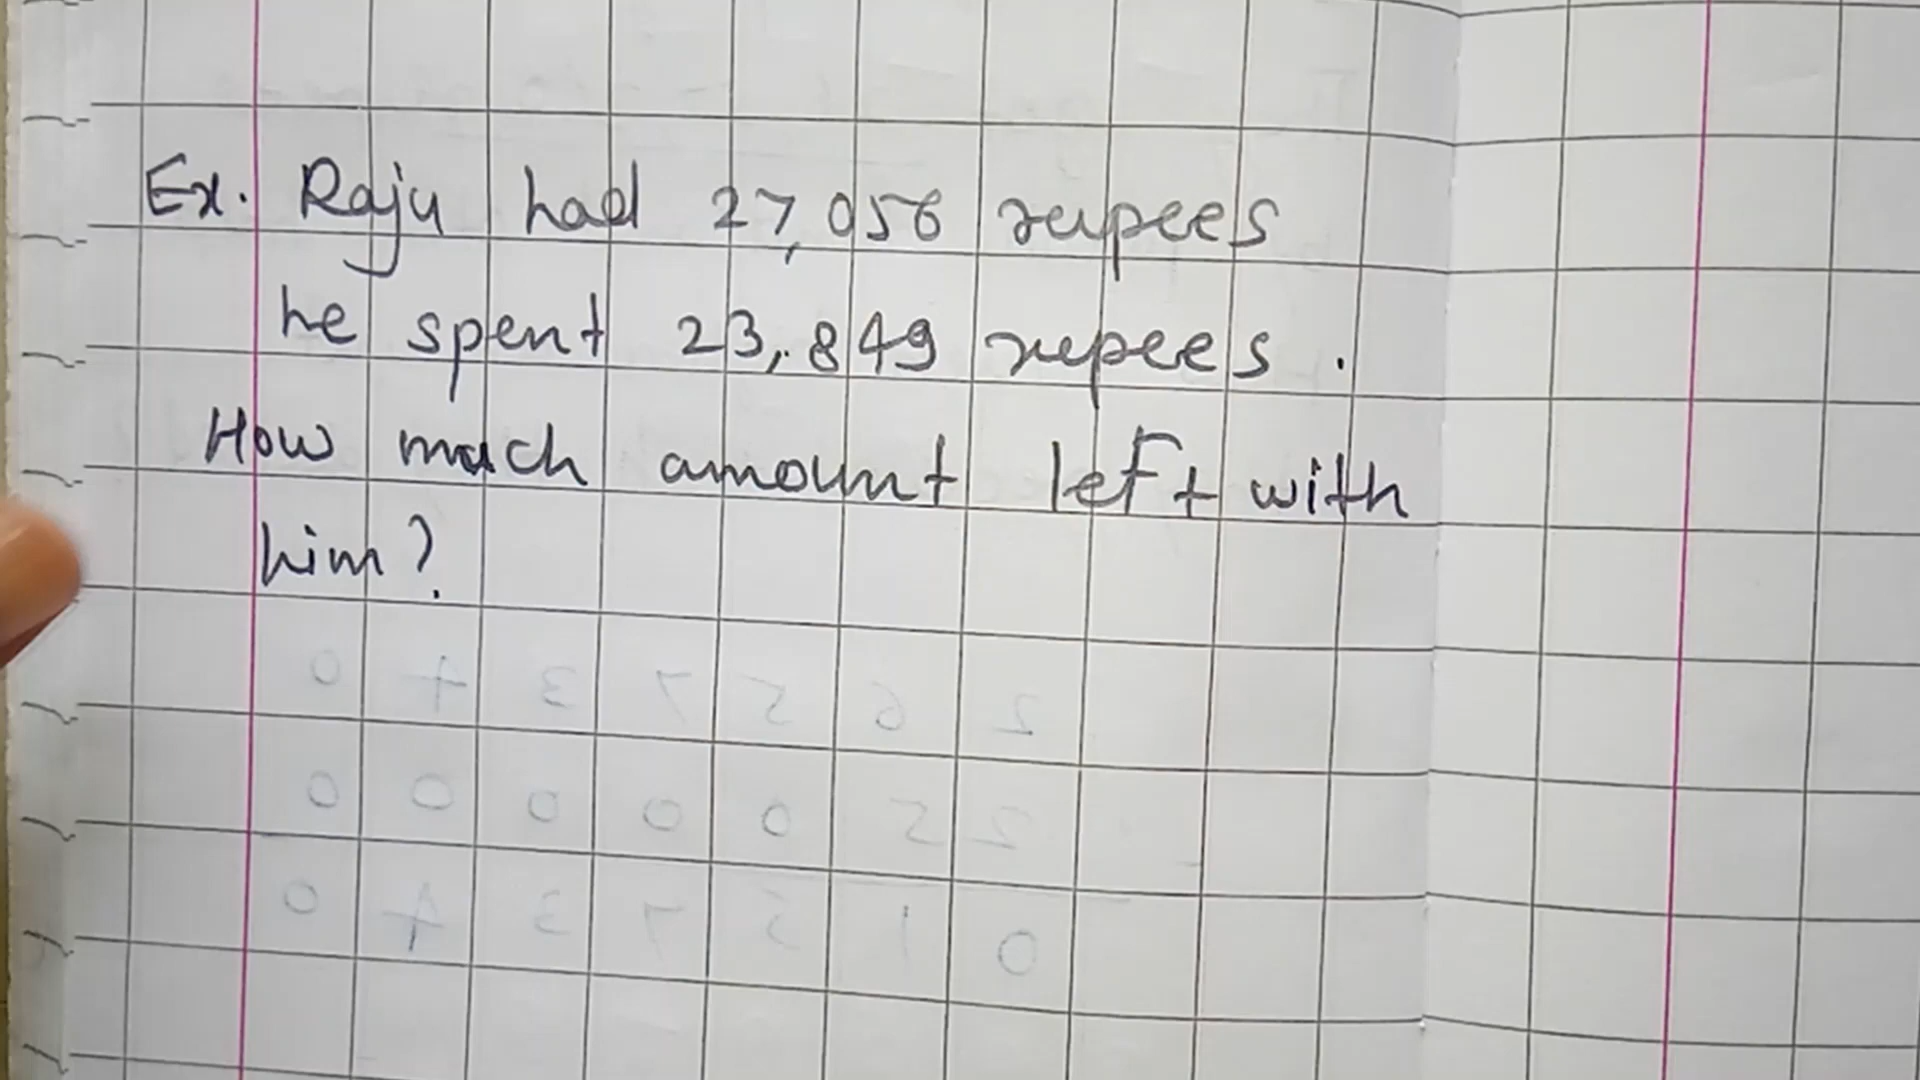 Ex. Raju had 27,056 rupees
he spent 23,849 rupees.
How much amount left with
him?